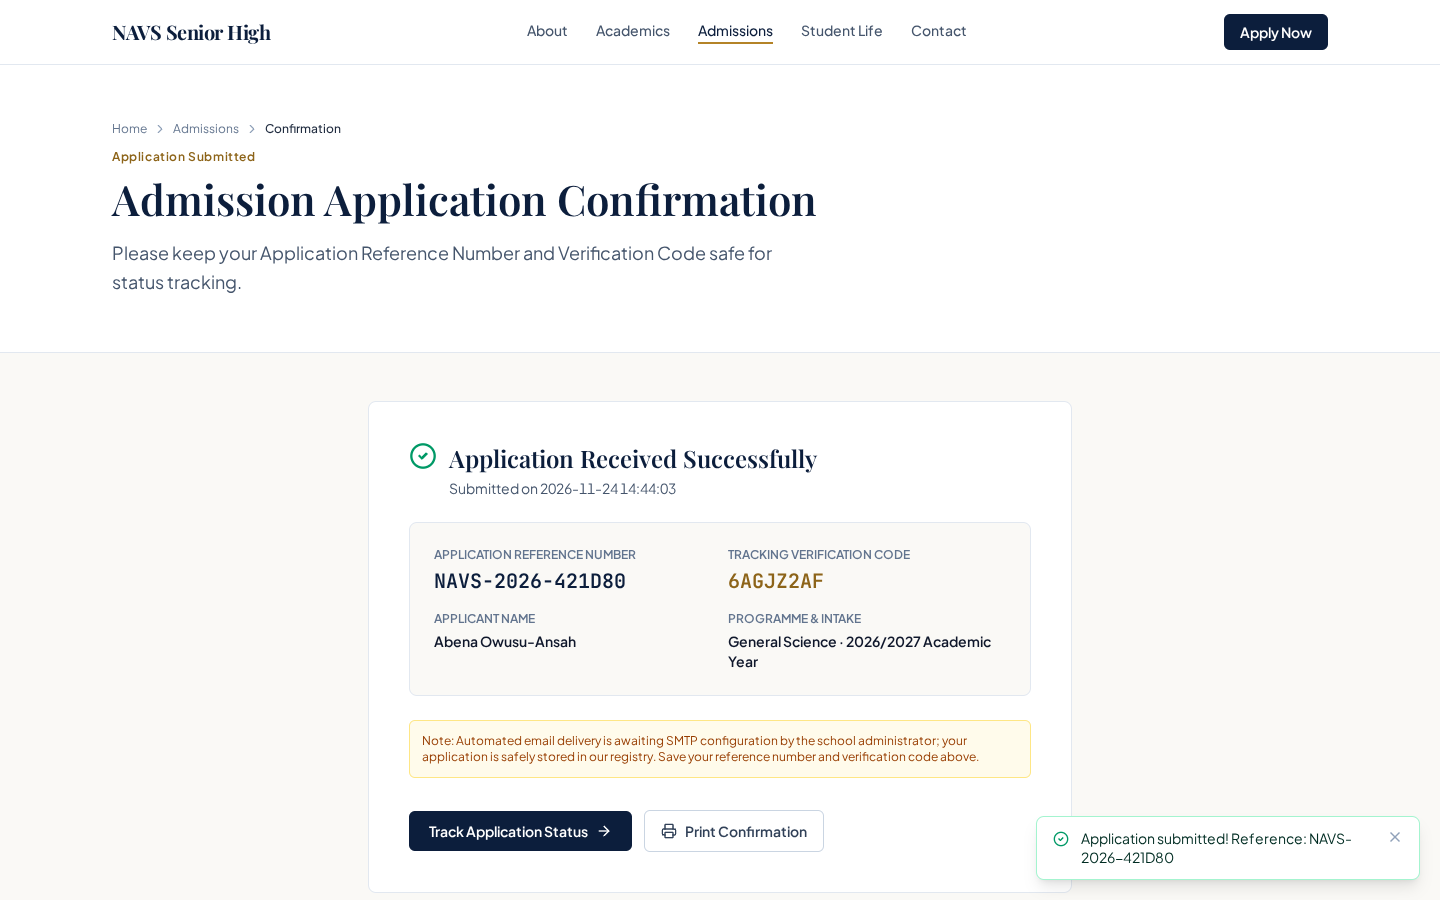 NAVS Senior High
About
Academics
Admissions
Student Life
Contact
Apply Now
Home
Admissions
Confirmation
Application Submitted
Admission Application Confirmation
Please keep your Application Reference Number and Verification Code safe for
status tracking.
Application Received Successfully
Submitted on 2026-11-24 14:44:03
APPLICATION REFERENCE NUMBER
NAVS-2026-421D80
TRACKING VERIFICATION CODE
6AGJZ2AF
APPLICANT NAME
Abena Owusu-Ansah
PROGRAMME & INTAKE
General Science · 2026/2027 Academic
Year
Note: Automated email delivery is awaiting SMTP configuration by the school administrator; your
application is safely stored in our registry. Save your reference number and verification code above.
Track Application Status
Print Confirmation
Application submitted! Reference: NAVS-
2026-421D80